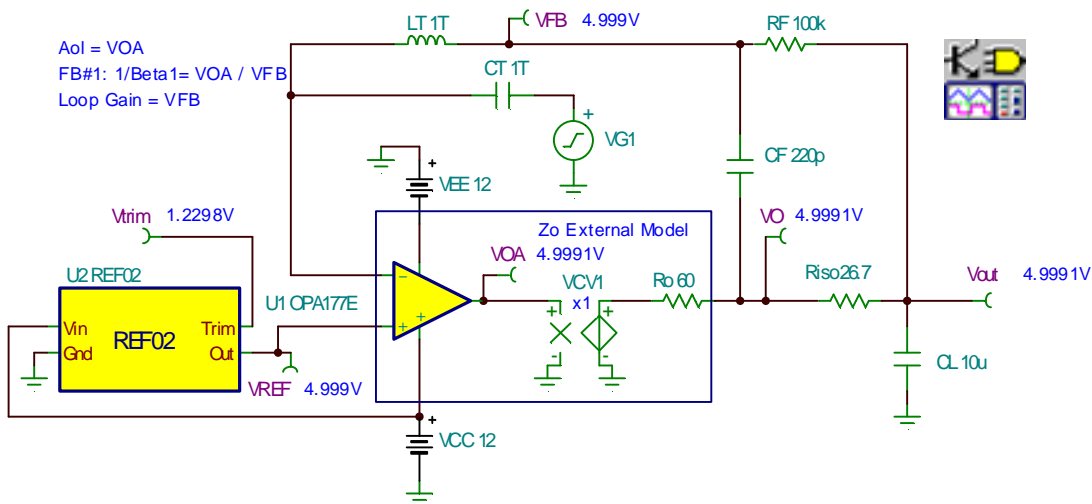 LT 1T
VFB 4.999V
RF 100k
Aol = VOA
FB#1: 1/Beta1= VOA / VFB
Loop Gain = VFB
CT 1T
+
VG1
CF 220p
+
VEE 12
Vtrim 1.2298V
Zo External Model
VO 4.9991V
VOA 4.9991V
U2 REF02
U1 OPA177E
VCV1
x1
Ro 60
Riso 26.7
Vout 4.9991V
Vin
Gnd
REF02
Trim
Out
-
+
+
+
-
+
-
VREF 4.999V
CL 10u
+
VCC 12